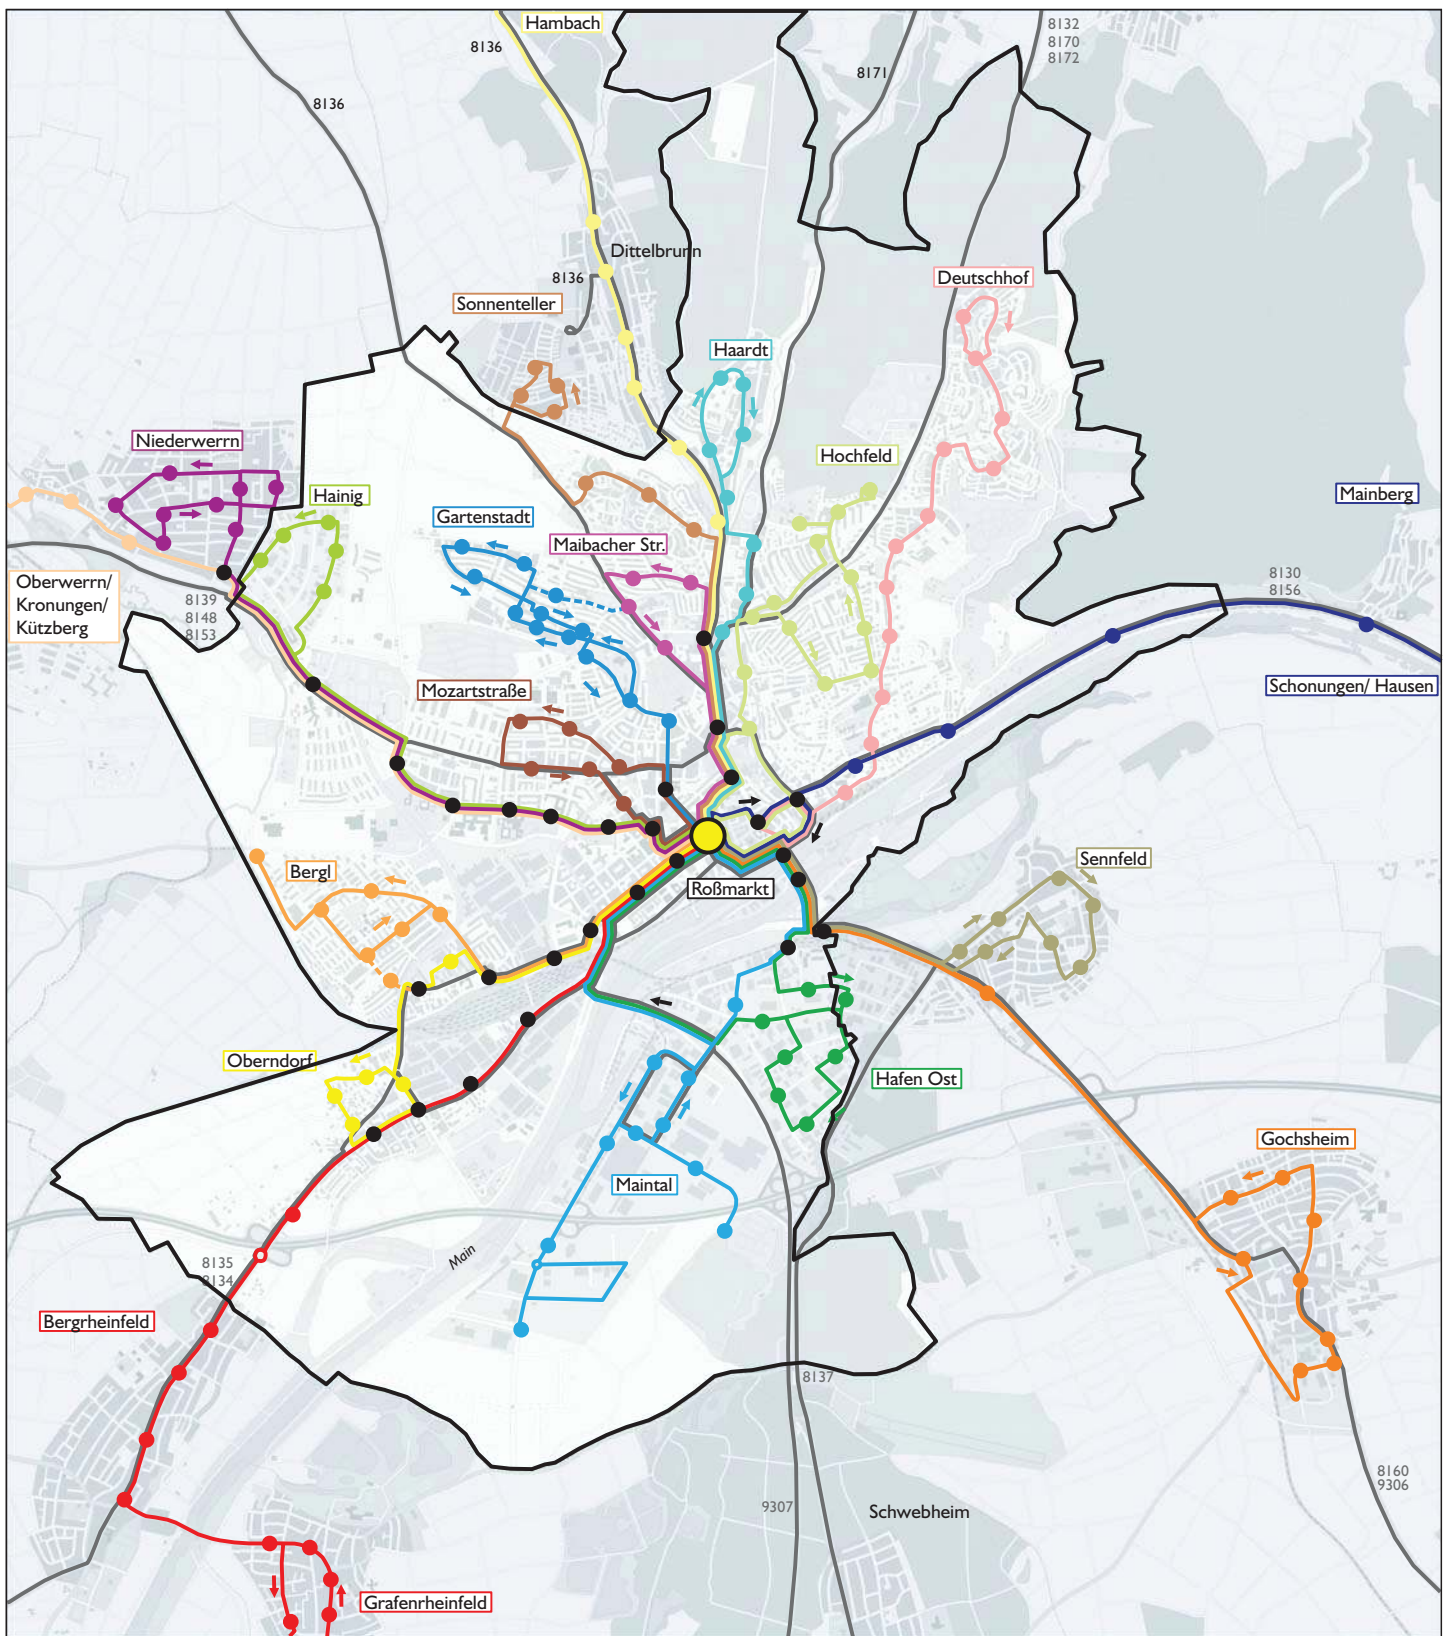 Hambach
8136
8132
8170
8172
8171
8136
Dittelbrunn
8136
Deutschhof
Sonnenteller
Haardt
Niederwerrn
Hochfeld
Hainig
Mainberg
Gartenstadt
Maibacher Str.
Oberwerrn/
Kronungen/
Kützberg
8139
8148
8153
8130
8156
Mozartstraße
Schonungen/ Hausen
Bergl
Sennfeld
Roßmarkt
Oberndorf
Hafen Ost
Gochsheim
Maintal
Main
8135
8134
Bergrheinfeld
8137
8160
9306
9307
Schwebheim
Grafenrheinfeld